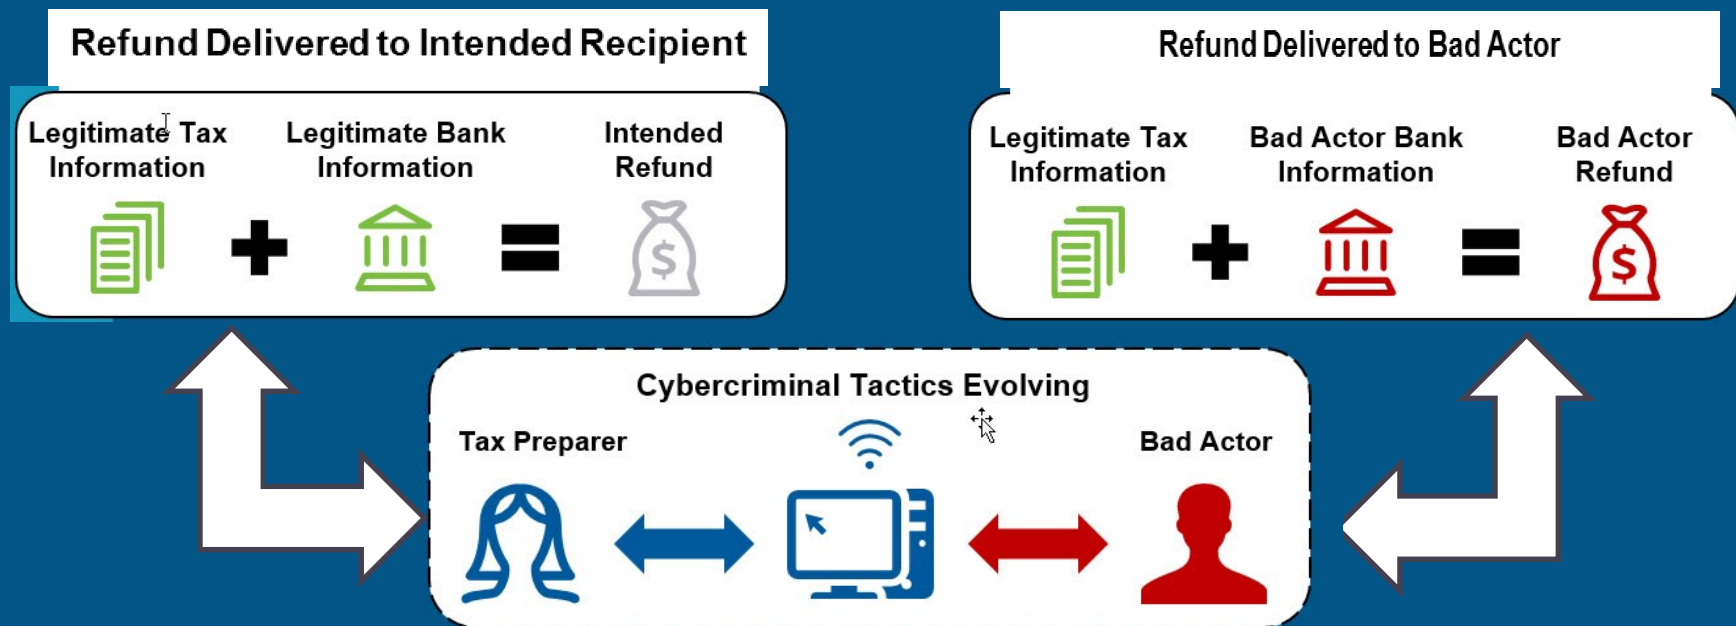 Refund Delivered to Intended Recipient
Legitimate Tax
Information
Legitimate Bank
Information
Intended
Refund
$
Refund Delivered to Bad Actor
Legitimate Tax
Information
Bad Actor Bank
Information
Bad Actor
Refund
$
Cybercriminal Tactics Evolving
Tax Preparer
Bad Actor